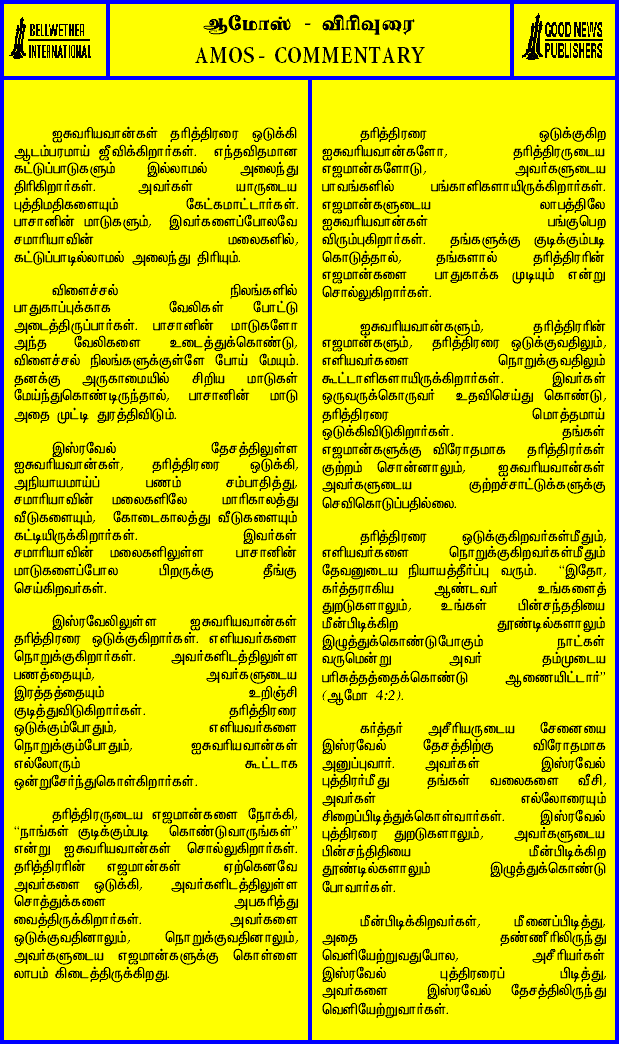 BELLWETHER
INTERNATIONAL
ஆமோஸ் - விரிவுரை
AMOS- COMMENTARY
GOOD NEWS
PUBLISHERS
ஐசுவரியவான்கள் தரித்திரரை ஒடுக்கி
ஆடம்பரமாய் ஜீவிக்கிறார்கள். எந்தவிதமான
கட்டுப்பாடுகளும் இல்லாமல் அலைந்து
திரிகிறார்கள். அவர்கள் யாருடைய
புத்திமதிகளையும் கேட்கமாட்டார்கள்.
பாசானின் மாடுகளும், இவர்களைப்போலவே
சமாரியாவின் மலைகளில்,
கட்டுப்பாடில்லாமல் அலைந்து திரியும்.
விளைச்சல் நிலங்களில்
பாதுகாப்புக்காக வேலிகள் போட்டு
அடைத்திருப்பார்கள். பாசானின் மாடுகளோ
அந்த வேலிகளை உடைத்துக்கொண்டு,
விளைச்சல் நிலங்களுக்குள்ளே போய் மேயும்.
தனக்கு அருகாமையில் சிறிய மாடுகள்
மேய்ந்துகொண்டிருந்தால், பாசானின் மாடு
அதை முட்டி துரத்திவிடும்.
இஸ்ரவேல் தேசத்திலுள்ள
ஐசுவரியவான்கள், தரித்திரரை ஒடுக்கி,
அநியாயமாய்ப் பணம் சம்பாதித்து,
சமாரியாவின் மலைகளிலே மாரிகாலத்து
வீடுகளையும், கோடைகாலத்து வீடுகளையும்
கட்டியிருக்கிறார்கள். இவர்கள்
சமாரியாவின் மலைகளிலுள்ள பாசானின்
மாடுகளைப்போல பிறருக்கு தீங்கு
செய்கிறவர்கள்.
இஸ்ரவேலிலுள்ள ஐசுவரியவான்கள்
தரித்திரரை ஒடுக்குகிறார்கள். எளியவர்களை
நொறுக்குகிறார்கள். அவர்களிடத்திலுள்ள
பணத்தையும், அவர்களுடைய
இரத்தத்தையும் உறிஞ்சி
குடித்துவிடுகிறார்கள். தரித்திரரை
ஒடுக்கும்போதும், எளியவர்களை
நொறுக்கும்போதும், ஐசுவரியவான்கள்
எல்லோரும் கூட்டாக
ஒன்றுசேர்ந்துகொள்கிறார்கள்.
தரித்திரருடைய எஜமான்களை நோக்கி,
“நாங்கள் குடிக்கும்படி கொண்டுவாருங்கள்”
என்று ஐசுவரியவான்கள் சொல்லுகிறார்கள்.
தரித்திரரின் எஜமான்கள் ஏற்கெனவே
அவர்களை ஒடுக்கி, அவர்களிடத்திலுள்ள
சொத்துக்களை அபகரித்து
வைத்திருக்கிறார்கள். அவர்களை
ஒடுக்குவதினாலும், நொறுக்குவதினாலும்,
அவர்களுடைய எஜமான்களுக்கு கொள்ளை
லாபம் கிடைத்திருக்கிறது.
தரித்திரரை ஒடுக்குகிற
ஐசுவரியவான்களோ, தரித்திரருடைய
எஜமான்களோடு, அவர்களுடைய
பாவங்களில் பங்காளிகளாயிருக்கிறார்கள்.
எஜமான்களுடைய லாபத்திலே
ஐசுவரியவான்கள் பங்குபெற
விரும்புகிறார்கள். தங்களுக்கு குடிக்கும்படி
கொடுத்தால், தங்களால் தரித்திரரின்
எஜமான்களை பாதுகாக்க முடியும் என்று
சொல்லுகிறார்கள்.
ஐசுவரியவான்களும், தரித்திரரின்
எஜமான்களும், தரித்திரரை ஒடுக்குவதிலும்,
எளியவர்களை நொறுக்குவதிலும்
கூட்டாளிகளாயிருக்கிறார்கள். இவர்கள்
ஒருவருக்கொருவர் உதவிசெய்து கொண்டு,
தரித்திரரை மொத்தமாய்
ஒடுக்கிவிடுகிறார்கள். தங்கள்
எஜமான்களுக்கு விரோதமாக தரித்திரர்கள்
குற்றம் சொன்னாலும், ஐசுவரியவான்கள்
அவர்களுடைய குற்றச்சாட்டுக்களுக்கு
செவிகொடுப்பதில்லை.
தரித்திரரை ஒடுக்குகிறவர்கள்மீதும்,
எளியவர்களை நொறுக்குகிறவர்கள்மீதும்
தேவனுடைய நியாயத்தீர்ப்பு வரும். “இதோ,
கர்த்தராகிய ஆண்டவர் உங்களைத்
துறடுகளாலும், உங்கள் பின்சந்ததியை
மீன்பிடிக்கிற தூண்டில்களாலும்
இழுத்துக்கொண்டுபோகும் நாட்கள்
வருமென்று அவர் தம்முடைய
பரிசுத்தத்தைக்கொண்டு ஆணையிட்டார்”
(ஆமோ 4:2).
கர்த்தர் அசீரியருடைய சேனையை
இஸ்ரவேல் தேசத்திற்கு விரோதமாக
அனுப்புவார். அவர்கள் இஸ்ரவேல்
புத்திரர்மீது தங்கள் வலைகளை வீசி,
அவர்கள் எல்லோரையும்
சிறைப்பிடித்துக்கொள்வார்கள். இஸ்ரவேல்
புத்திரரை துறடுகளாலும், அவர்களுடைய
பின்சந்திதியை மீன்பிடிக்கிற
தூண்டில்களாலும் இழுத்துக்கொண்டு
போவார்கள்.
மீன்பிடிக்கிறவர்கள், மீனைப்பிடித்து,
அதை தண்ணீரிலிருந்து
வெளியேற்றுவதுபோல, அசீரியர்கள்
இஸ்ரவேல் புத்திரரைப் பிடித்து,
அவர்களை இஸ்ரவேல் தேசத்திலிருந்து
வெளியேற்றுவார்கள்.